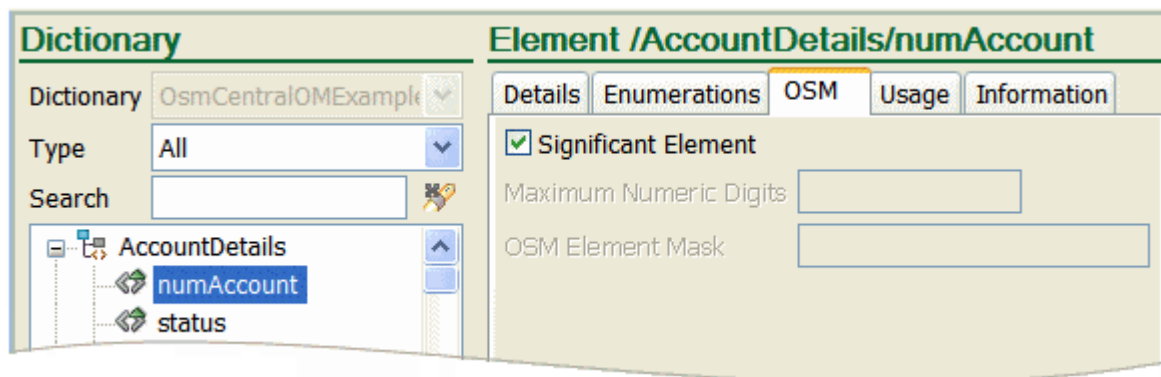 Dictionary
Element /AccountDetails/numAccount
Dictionary OsmCentralOMExample
Details Enumerations OSM Usage Information
Type All
Significant Element
Search
Maximum Numeric Digits
AccountDetails
OSM Element Mask
numAccount
status